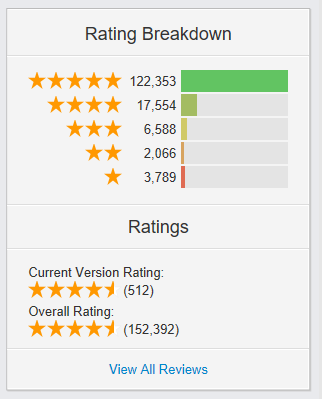 Rating Breakdown
122,353
17,554
6,588
2,066
3,789
Ratings
Current Version Rating:
(512)
Overall Rating:
(152,392)
View All Reviews